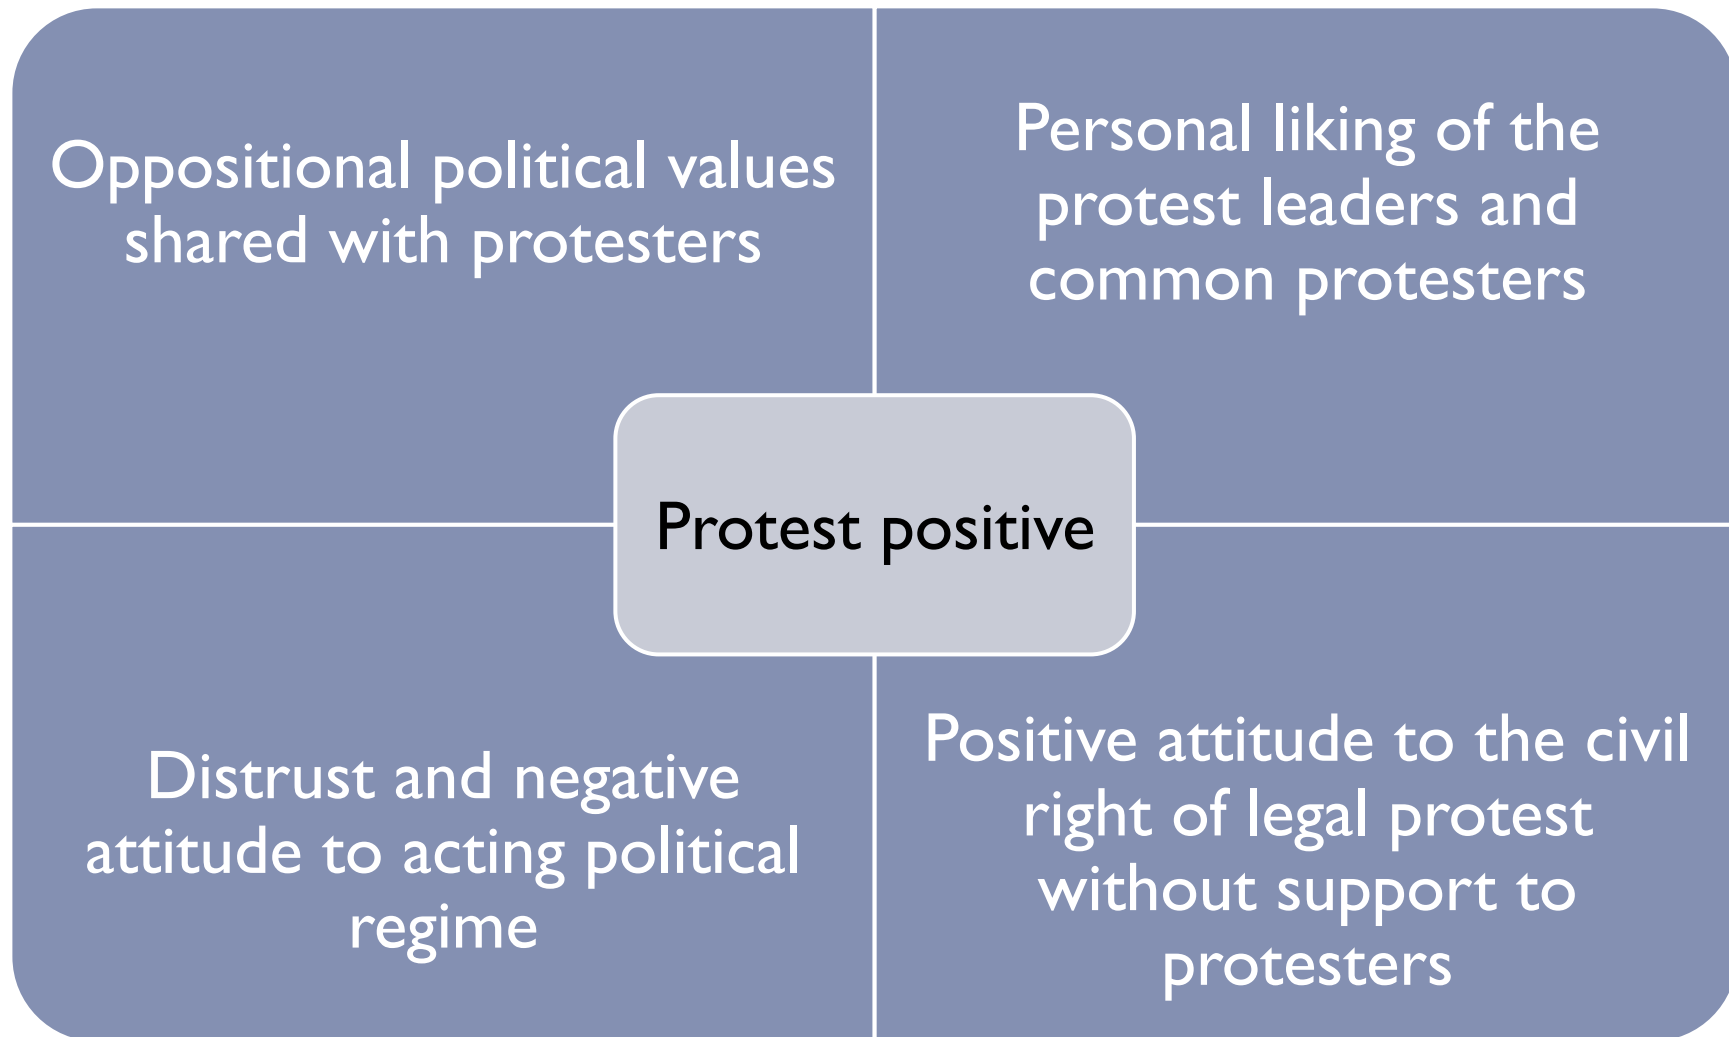 Oppositional political values
shared with protesters
Personal liking of the
protest leaders and
common protesters
Protest positive
Distrust and negative
attitude to acting political
regime
Positive attitude to the civil
right of legal protest
without support to
protesters